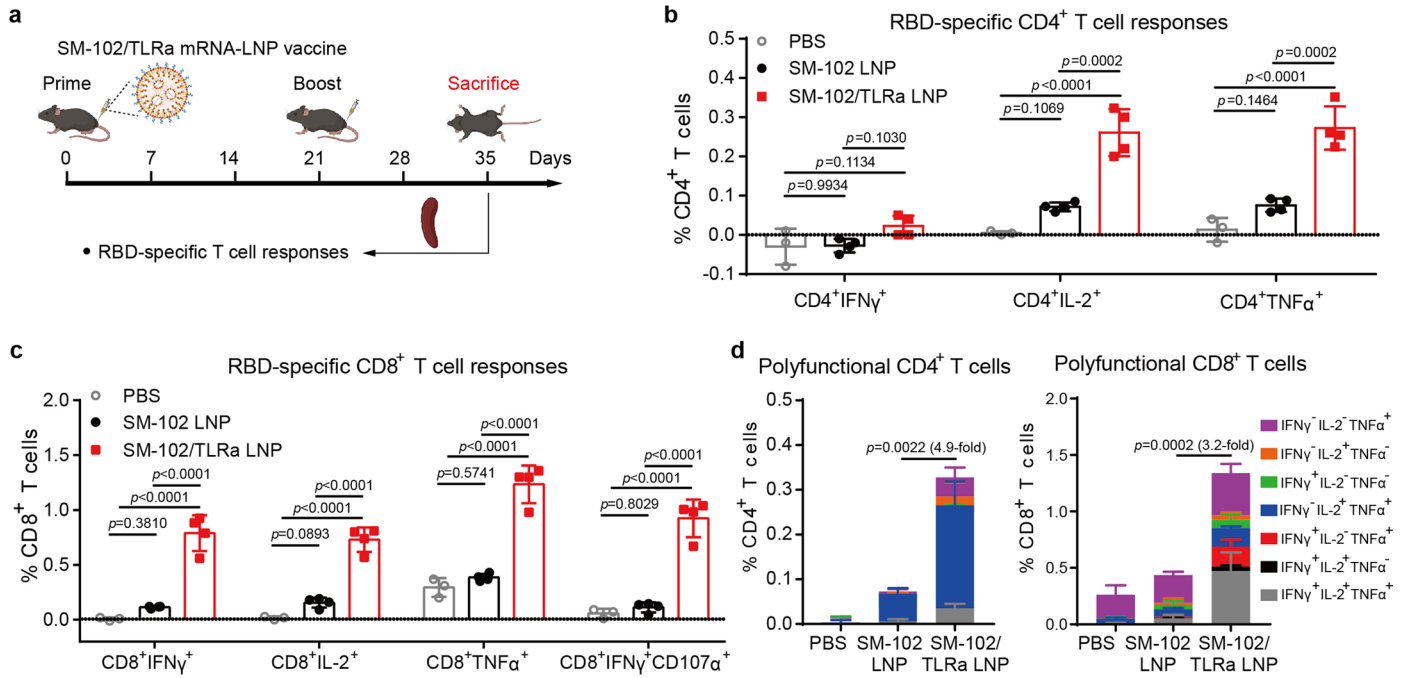 a
SM-102/TLRa mRNA-LNP vaccine
Prime
Boost
Sacrifice
0 7 14 21 28 35 Days
• RBD-specific T cell responses
b
RBD-specific CD4⁺ T cell responses
PBS
SM-102 LNP
SM-102/TLRa LNP
% CD4⁺ T cells
0.5
0.4
0.3
0.2
0.1
0.0
-0.1
p=0.1030
p=0.1134
p=0.9934
p=0.0002
p<0.0001
p=0.1069
p=0.0002
p<0.0001
p=0.1464
CD4⁺IFNγ⁺
CD4⁺IL-2⁺
CD4⁺TNFα⁺
c
RBD-specific CD8⁺ T cell responses
PBS
SM-102 LNP
SM-102/TLRa LNP
% CD8⁺ T cells
2.0
1.5
1.0
0.5
0.0
p<0.0001
p<0.0001
p=0.3810
p<0.0001
p<0.0001
p=0.0893
p<0.0001
p<0.0001
p=0.5741
p<0.0001
p<0.0001
p=0.8029
CD8⁺IFNγ⁺
CD8⁺IL-2⁺
CD8⁺TNFα⁺
CD8⁺IFNγ⁺CD107α⁺
d
Polyfunctional CD4⁺ T cells
% CD4⁺ T cells
0.5
0.4
0.3
0.2
0.1
0.0
p=0.0022 (4.9-fold)
PBS
SM-102
LNP
SM-102/
TLRa LNP
Polyfunctional CD8⁺ T cells
% CD8⁺ T cells
2.0
1.5
1.0
0.5
0.0
p=0.0002 (3.2-fold)
PBS
SM-102
LNP
SM-102/
TLRa LNP
IFNγ⁻IL-2⁻TNFα⁺
IFNγ⁻IL-2⁺TNFα⁻
IFNγ⁺IL-2⁻TNFα⁻
IFNγ⁻IL-2⁺TNFα⁺
IFNγ⁺IL-2⁻TNFα⁺
IFNγ⁺IL-2⁺TNFα⁻
IFNγ⁺IL-2⁺TNFα⁺